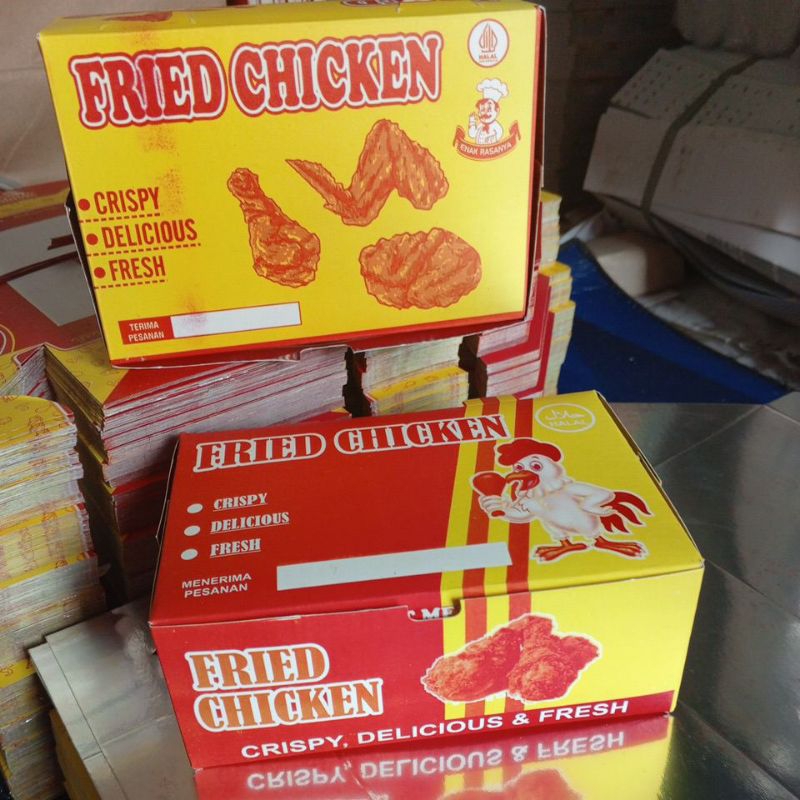 FRIED CHICKEN
HALAL
ENAK RASANYA
• CRISPY
• DELICIOUS
• FRESH
TERIMA
PESANAN
FRIED CHICKEN
حلال
HALAL
CRISPY
DELICIOUS
FRESH
MENERIMA
PESANAN
FRIED
CHICKEN
CRISPY, DELICIOUS & FRESH